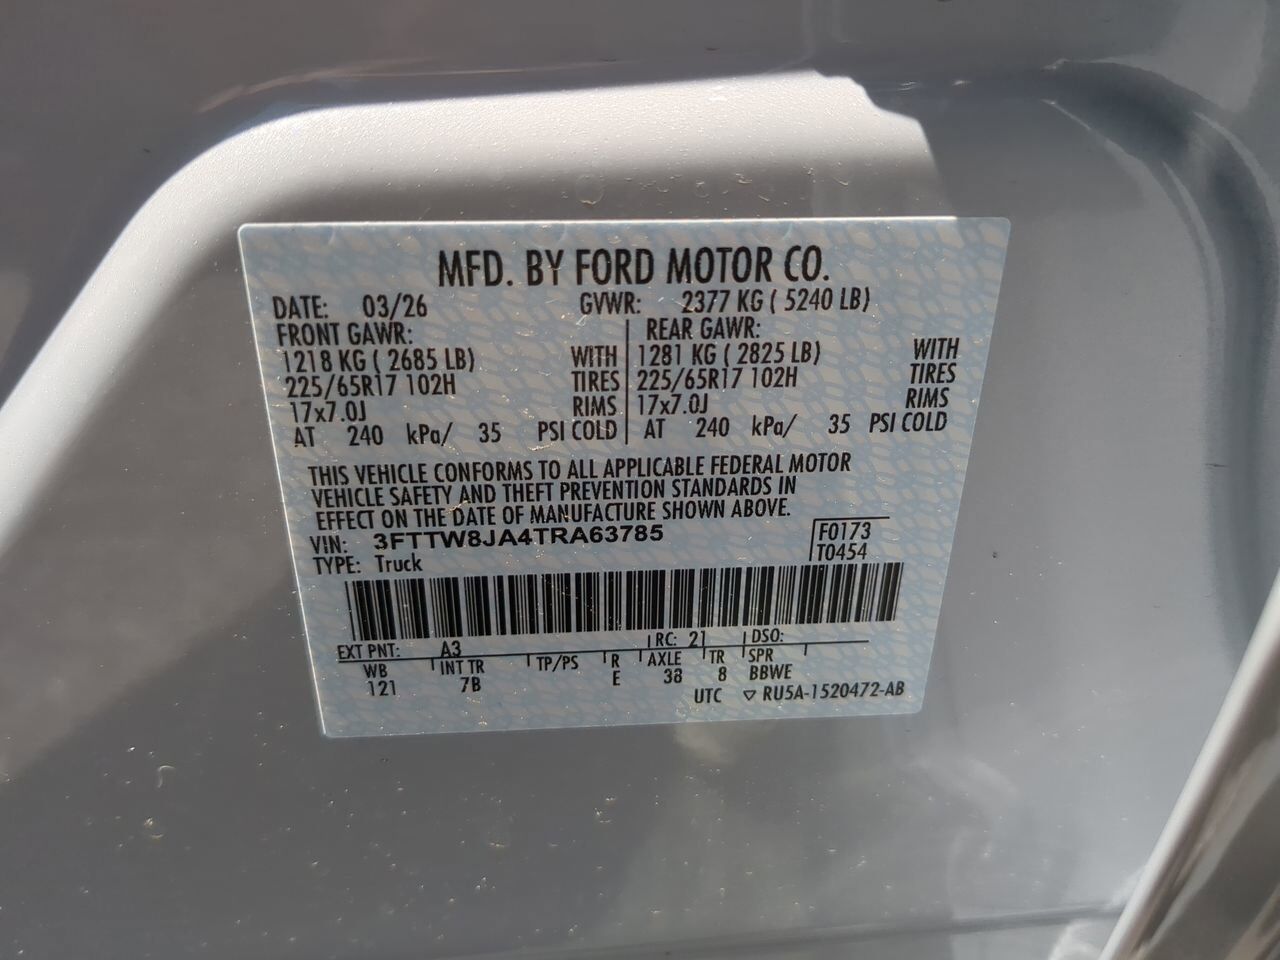 MFD. BY FORD MOTOR CO.
DATE: 03/26 GVWR: 2377 KG ( 5240 LB)
FRONT GAWR: REAR GAWR:
1218 KG ( 2685 LB) WITH 1281 KG ( 2825 LB) WITH
225/65R17 102H TIRES 225/65R17 102H TIRES
17x7.0J RIMS 17x7.0J RIMS
AT 240 kPa/ 35 PSI COLD AT 240 kPa/ 35 PSI COLD
THIS VEHICLE CONFORMS TO ALL APPLICABLE FEDERAL MOTOR
VEHICLE SAFETY AND THEFT PREVENTION STANDARDS IN
EFFECT ON THE DATE OF MANUFACTURE SHOWN ABOVE.
VIN: 3FTTW8JA4TRA63785 F0173
TYPE: Truck T0454
EXT PNT: A3 RC: 21 DSO:
WB INT TR TP/PS R AXLE TR SPR
121 7B E 38 8 BBWE
UTC ▽ RU5A-1520472-AB